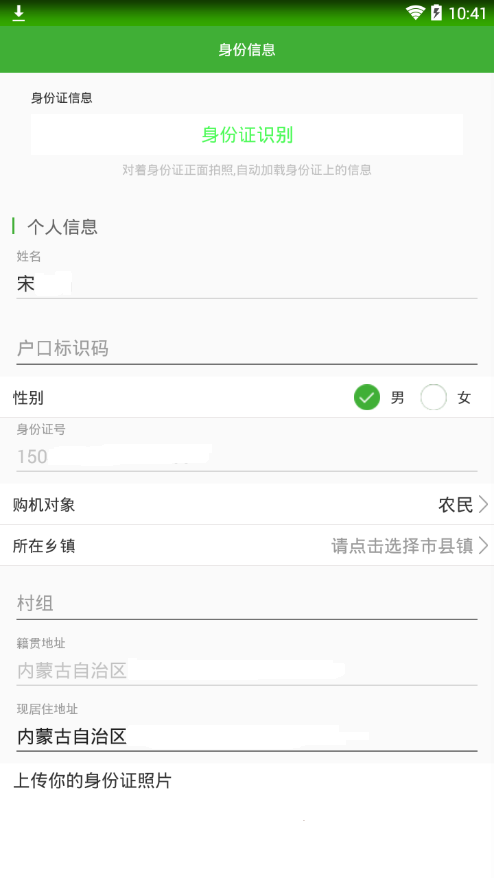 10:41
身份信息
身份证信息
身份证识别
对着身份证正面拍照,自动加载身份证上的信息
个人信息
姓名
宋
户口标识码
性别 男 女
身份证号
150
购机对象 农民
所在乡镇 请点击选择市县镇
村组
籍贯地址
内蒙古自治区
现居住地址
内蒙古自治区
上传你的身份证照片